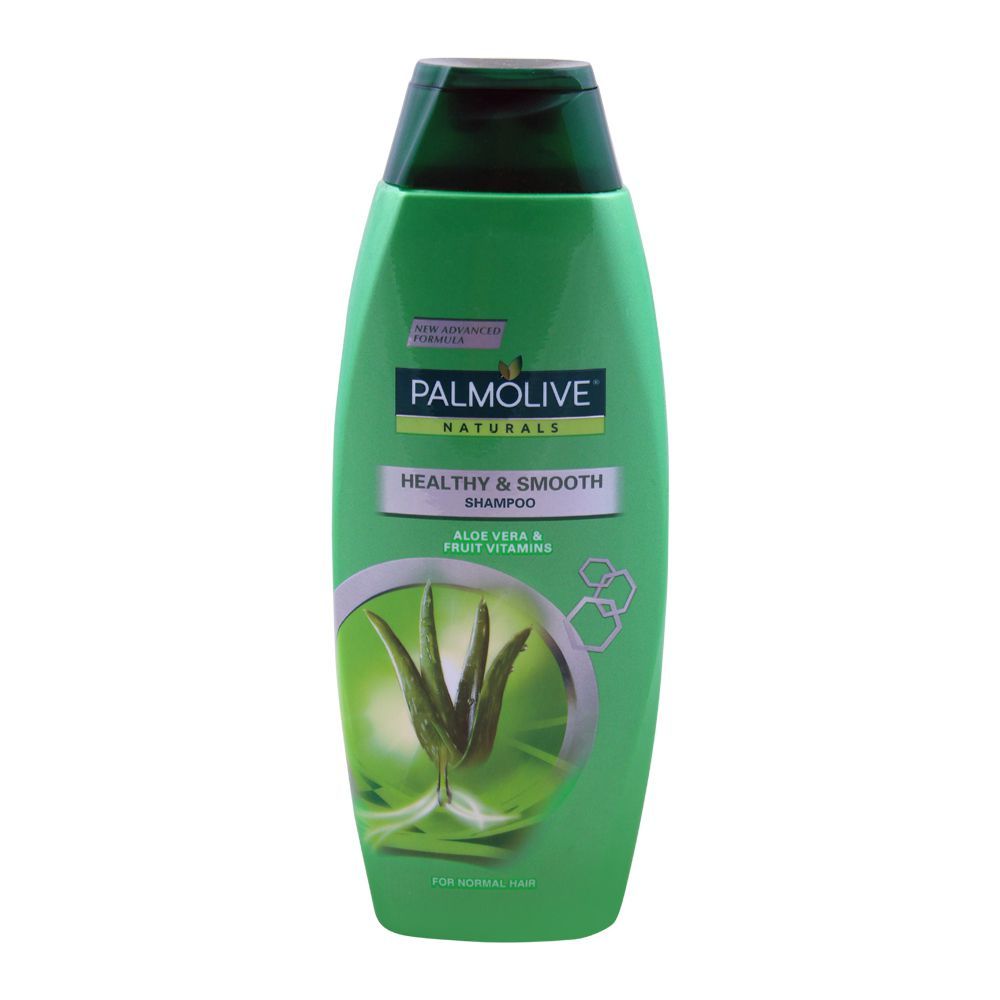 NEW ADVANCED
FORMULA
PALMOLIVE®
NATURALS
HEALTHY & SMOOTH
SHAMPOO
ALOE VERA &
FRUIT VITAMINS
FOR NORMAL HAIR